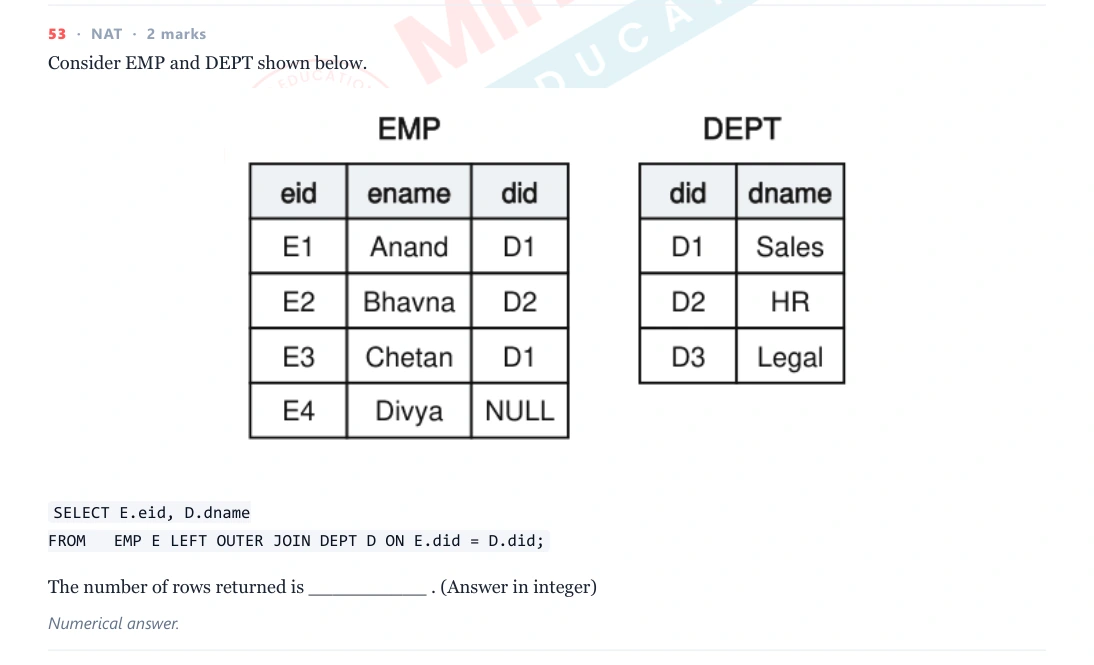 53 · NAT · 2 marks
Consider EMP and DEPT shown below.
EDUCATIO
DUCA
EMP DEPT
eid ename did did dname
E1 Anand D1 D1 Sales
E2 Bhavna D2 D2 HR
E3 Chetan D1 D3 Legal
E4 Divya NULL
SELECT E.eid, D.dname
FROM   EMP E LEFT OUTER JOIN DEPT D ON E.did = D.did;
The number of rows returned is ____________ . (Answer in integer)
Numerical answer.